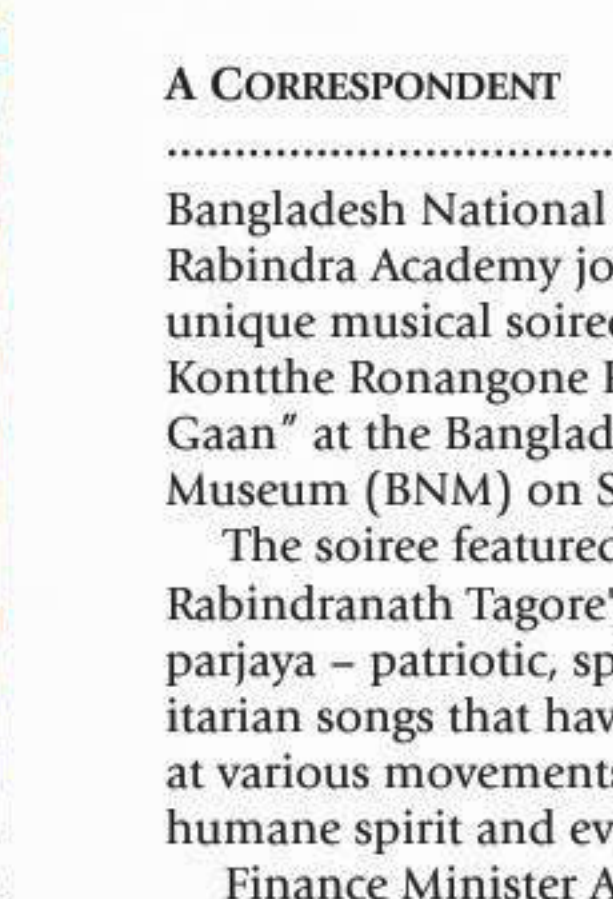 A CORRESPONDENT
Bangladesh National
Rabindra Academy jo
unique musical soiree
Kontthe Ronangone
Gaan" at the Banglad
Museum (BNM) on S
The soiree featured
Rabindranath Tagore'
parjaya – patriotic, sp
itarian songs that hav
at various movements
humane spirit and ev
Finance Minister A